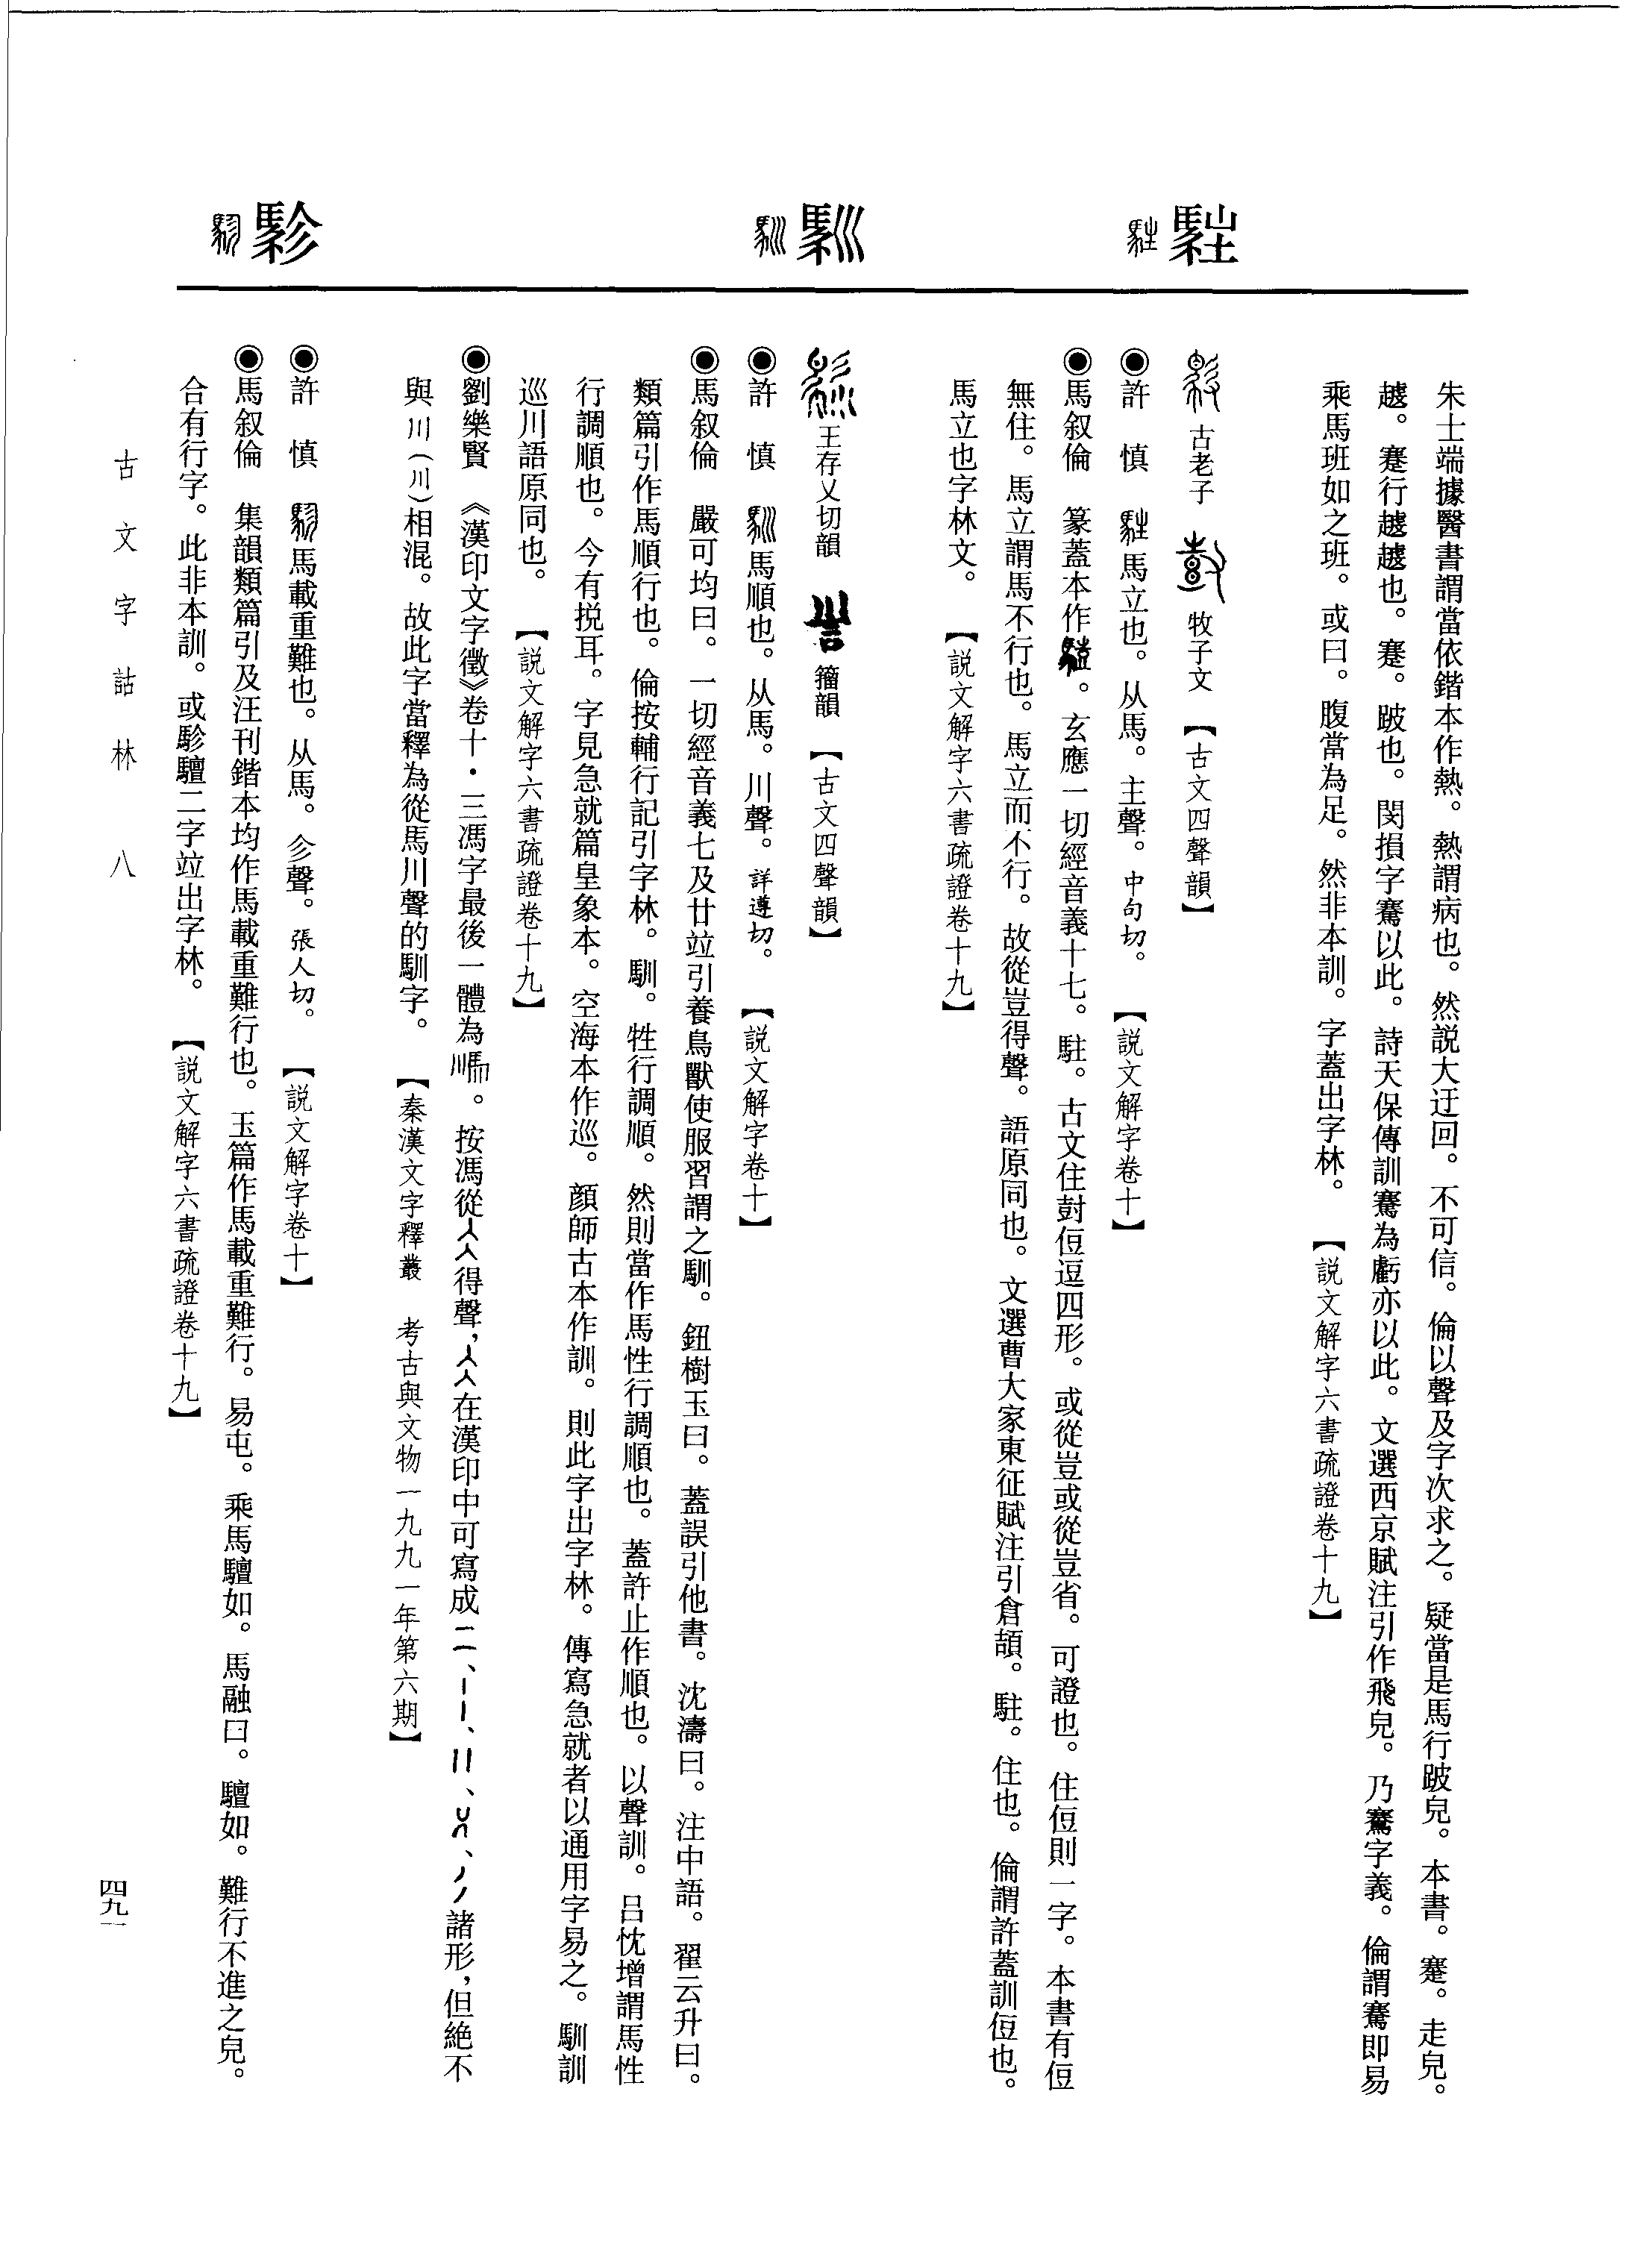 駐
馴
駗
朱士端據醫書謂當依鍇本作熱。熱謂病也。然説大迂回。不可信。倫以聲及字次求之。疑當是馬行跛皃。本書。蹇。走皃。
蹇行越越也。蹇。跛也。閔損字騫以此。詩天保傳訓騫為虧亦以此。文選西京賦注引作飛皃。乃鶱字義。倫謂騫即易
乘馬班如之班。或曰。腹當為足。然非本訓。字蓋出字林。 【説文解字六書疏證卷十九】
古老子 牧子文 【古文四聲韻】
◉許 慎 馬立也。从馬。主聲。中句切。 【説文解字卷十】
◉馬叙倫 篆蓋本作。玄應一切經音義十七。駐。古文住尌侸逗四形。或從豈或從豈省。可證也。住侸則一字。本書有侸
無住。馬立謂馬不行也。馬立而不行。故從豈得聲。語原同也。文選曹大家東征賦注引倉頡。駐。住也。倫謂許蓋訓侸也。
馬立也字林文。 【説文解字六書疏證卷十九】
王存乂切韻 籀韻 【古文四聲韻】
◉許 慎 馬順也。从馬。川聲。詳遵切。 【説文解字卷十】
◉馬叙倫 嚴可均曰。一切經音義七及廿竝引養鳥獸使服習謂之馴。鈕樹玉曰。蓋誤引他書。沈濤曰。注中語。翟云升曰。
類篇引作馬順行也。倫按輔行記引字林。馴。牲行調順。然則當作馬性行調順也。蓋許止作順也。以聲訓。呂忱增謂馬性
行調順也。今有挩耳。字見急就篇皇象本。空海本作巡。顔師古本作訓。則此字出字林。傳寫急就者以通用字易之。馴訓
巡川語原同也。 【説文解字六書疏證卷十九】
◉劉樂賢 《漢印文字徵》卷十·三馮字最後一體為。按馮從仌得聲，仌在漢印中可寫成、、、、諸形，但絶不
與（川）相混。故此字當釋為從馬川聲的馴字。 【秦漢文字釋叢 考古與文物一九九一年第六期】
◉許 慎 馬載重難也。从馬。㐱聲。張人切。 【説文解字卷十】
◉馬叙倫 集韻類篇引及汪刊鍇本均作馬載重難行也。玉篇作馬載重難行。易屯。乘馬驙如。馬融曰。驙如。難行不進之皃。
合有行字。此非本訓。或駗驙二字竝出字林。 【説文解字六書疏證卷十九】
古文字詁林 八
四九一